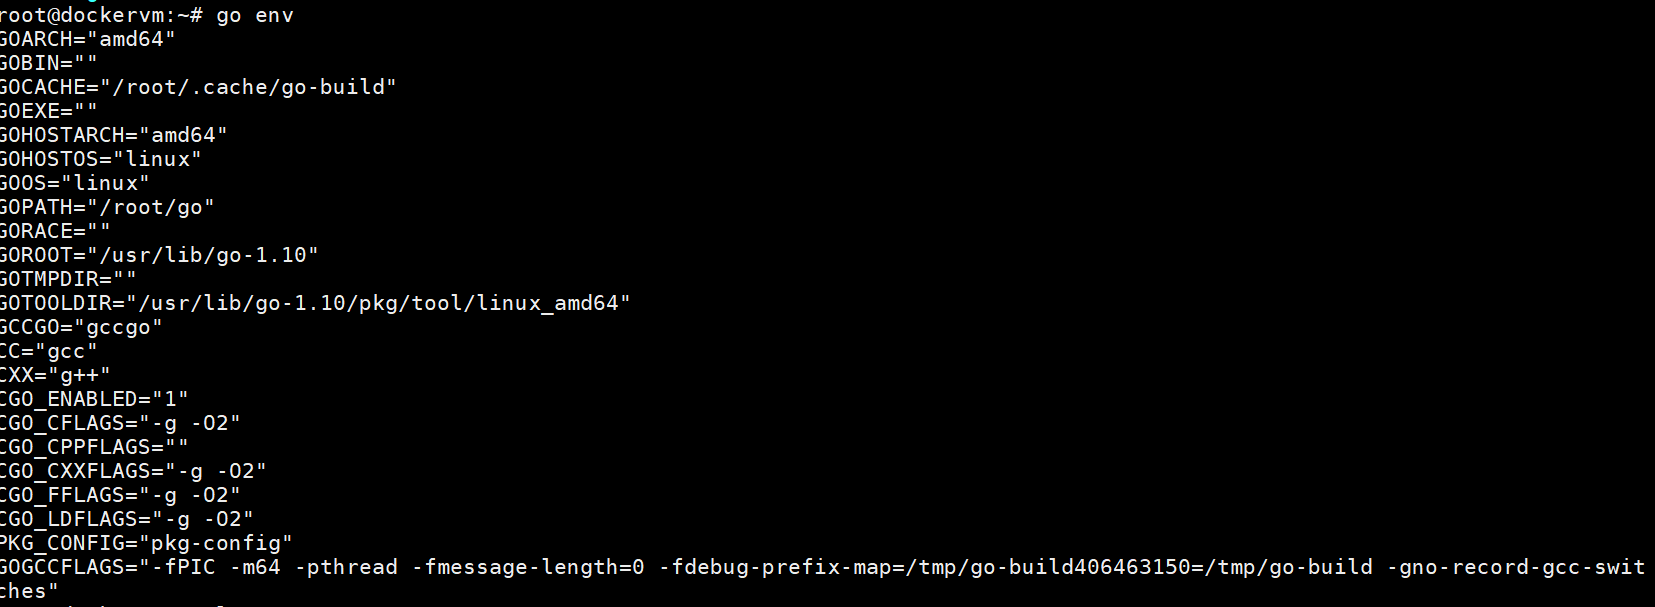 root@dockervm:~# go env
GOARCH="amd64"
GOBIN=""
GOCACHE="/root/.cache/go-build"
GOEXE=""
GOHOSTARCH="amd64"
GOHOSTOS="linux"
GOOS="linux"
GOPATH="/root/go"
GORACE=""
GOROOT="/usr/lib/go-1.10"
GOTMPDIR=""
GOTOOLDIR="/usr/lib/go-1.10/pkg/tool/linux_amd64"
GCCGO="gccgo"
CC="gcc"
CXX="g++"
CGO_ENABLED="1"
CGO_CFLAGS="-g -O2"
CGO_CPPFLAGS=""
CGO_CXXFLAGS="-g -O2"
CGO_FFLAGS="-g -O2"
CGO_LDFLAGS="-g -O2"
PKG_CONFIG="pkg-config"
GOGCCFLAGS="-fPIC -m64 -pthread -fmessage-length=0 -fdebug-prefix-map=/tmp/go-build406463150=/tmp/go-build -gno-record-gcc-swit
ches"